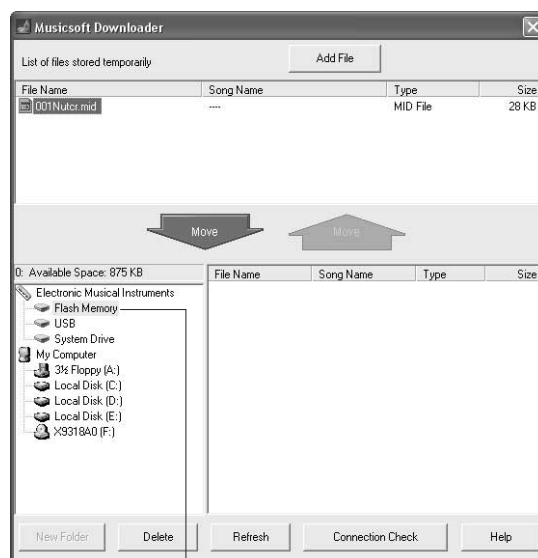 Musicsoft Downloader
List of files stored temporarily
Add File
File Name Song Name Type Size
001Nutcr.mid ---- MID File 28 KB
Move Move
0: Available Space: 875 KB
File Name Song Name Type Size
Electronic Musical Instruments
Flash Memory
USB
System Drive
My Computer
3½ Floppy (A:)
Local Disk (C:)
Local Disk (D:)
Local Disk (E:)
X9318A0 (F:)
New Folder Delete Refresh Connection Check Help